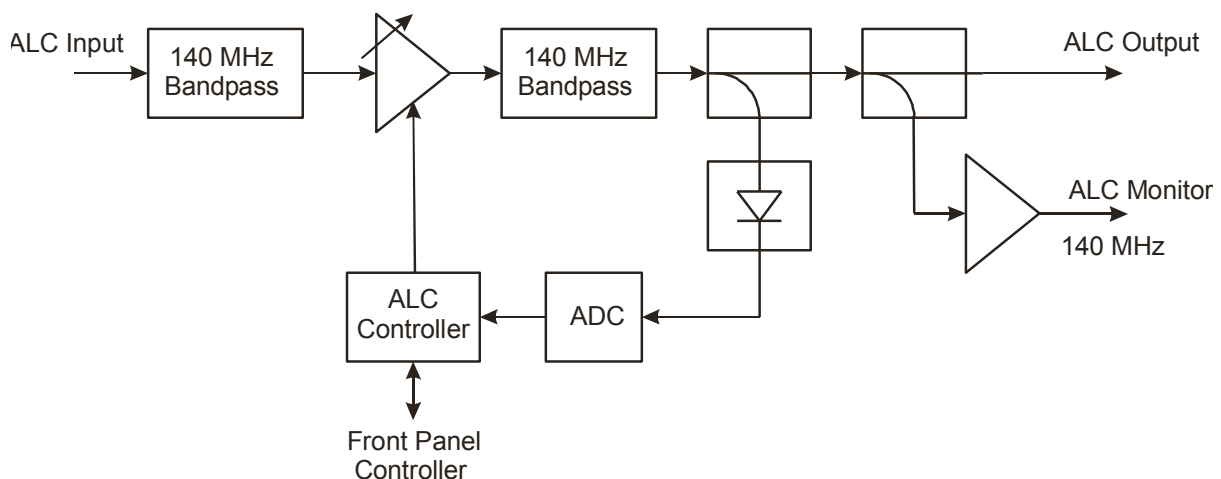 ALC Input
140 MHz
Bandpass
140 MHz
Bandpass
ALC Output
ALC Monitor
140 MHz
ALC
Controller
ADC
Front Panel
Controller